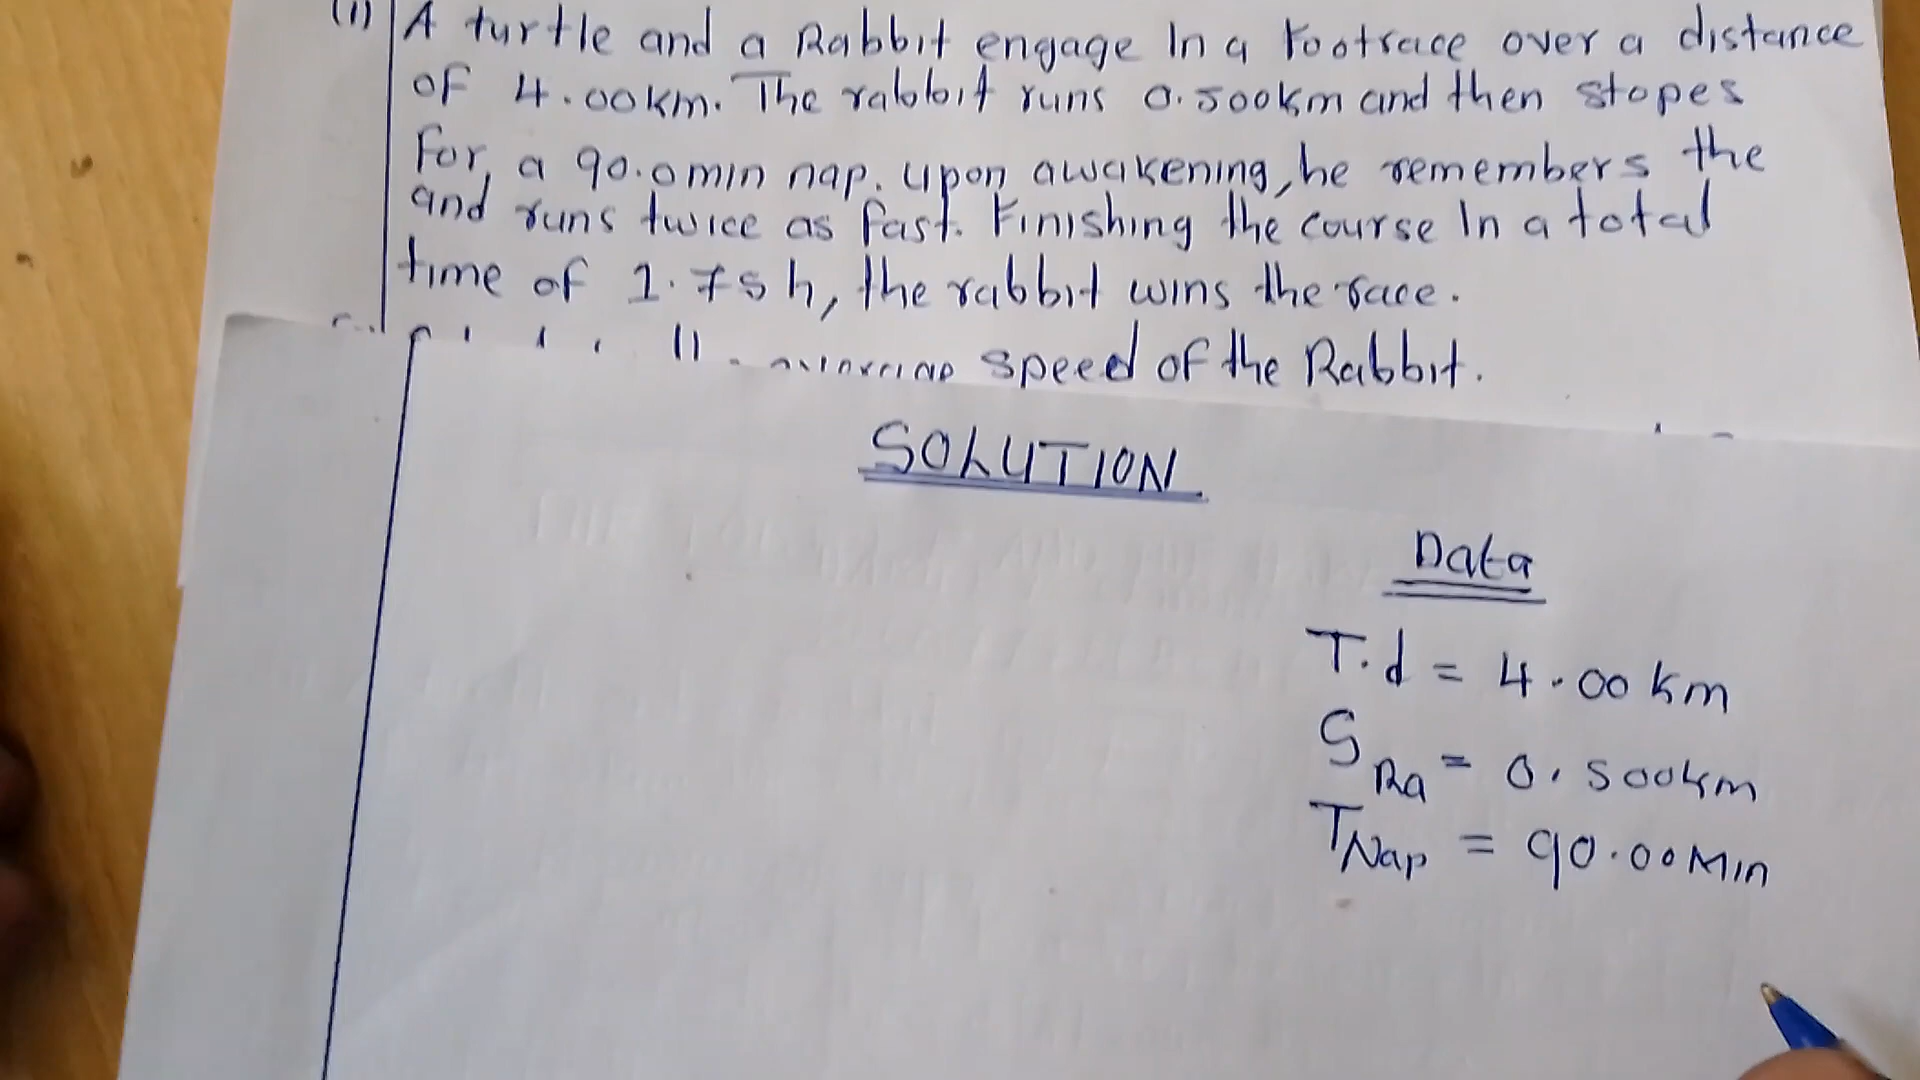 (1) A turtle and a Rabbit engage In a Footrace over a distance
of 4.00km. The rabbit runs 0.500km and then stopes
For a 90.0min nap. upon awakening, he remembers the
and runs twice as fast. Finishing the course In a total
time of 1.75h, the rabbit wins the race.
speed of the Rabbit.
SOLUTION
Data
T.d = 4.00km
S Ra = 0.500km
T Nap = 90.00Min